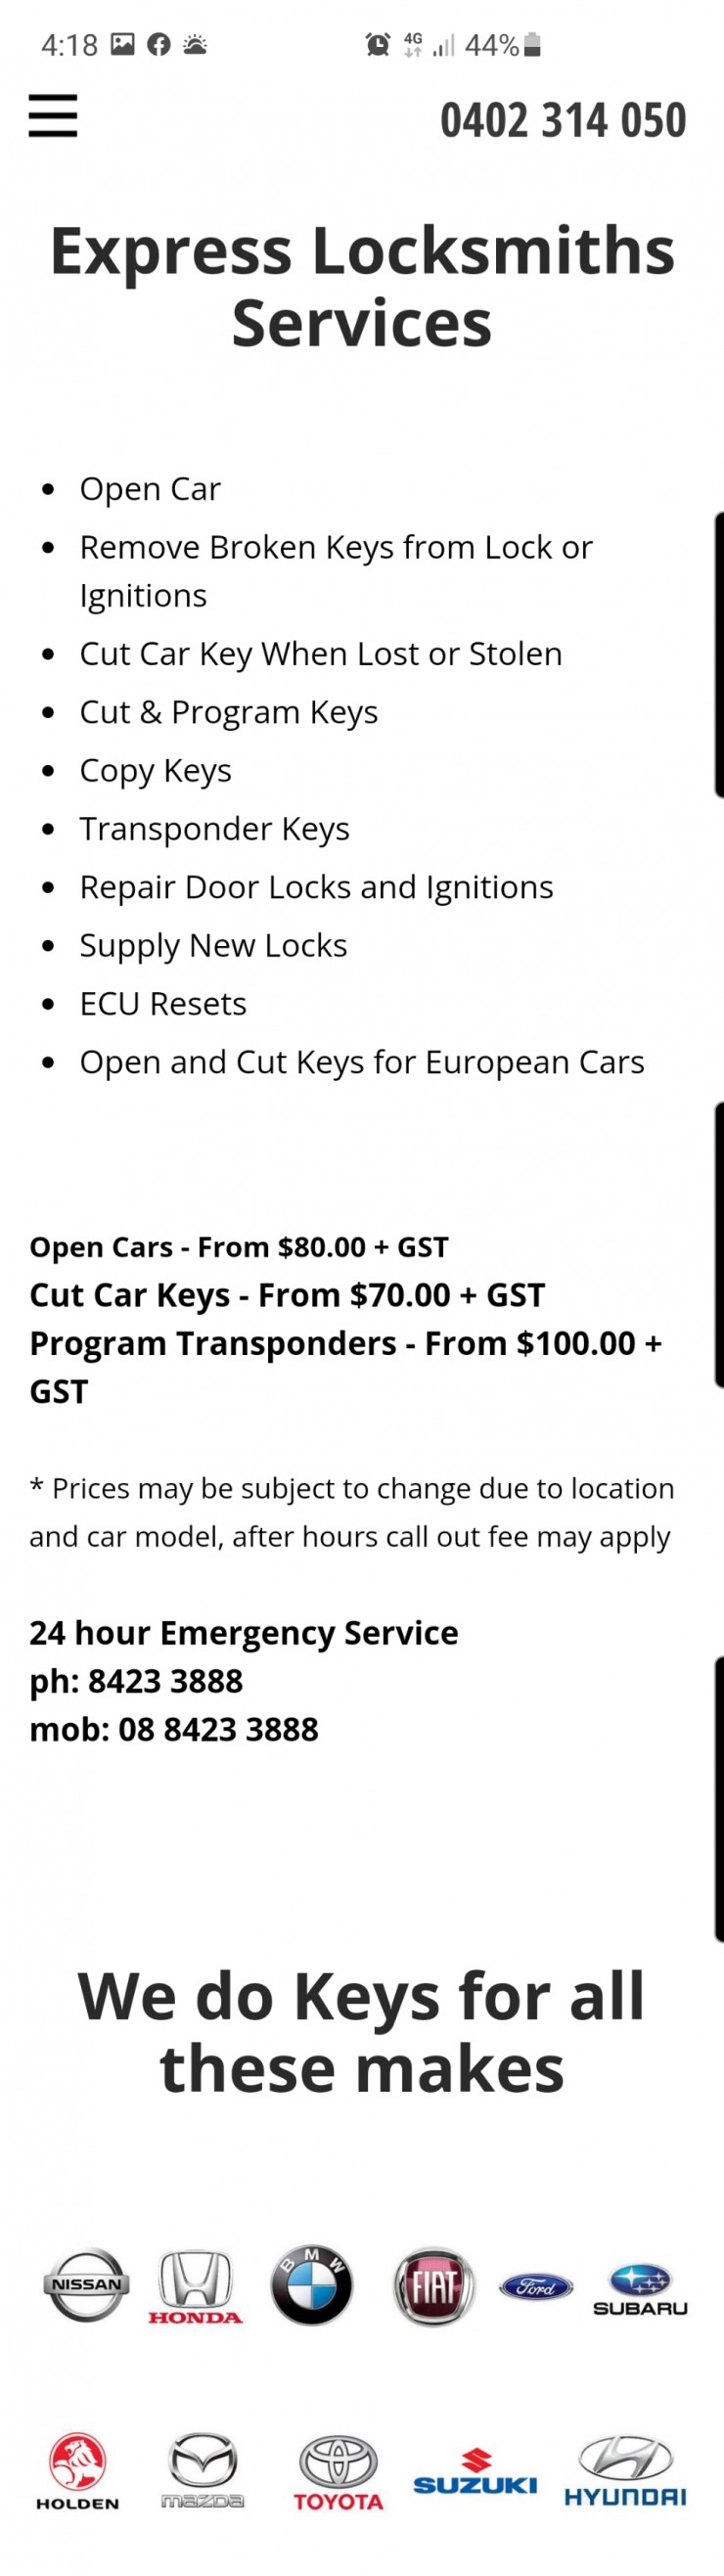 4:18 4G 44%
0402 314 050
Express Locksmiths
Services
Open Car
Remove Broken Keys from Lock or
Ignitions
Cut Car Key When Lost or Stolen
Cut & Program Keys
Copy Keys
Transponder Keys
Repair Door Locks and Ignitions
Supply New Locks
ECU Resets
Open and Cut Keys for European Cars
Open Cars - From $80.00 + GST
Cut Car Keys - From $70.00 + GST
Program Transponders - From $100.00 +
GST
* Prices may be subject to change due to location
and car model, after hours call out fee may apply
24 hour Emergency Service
ph: 8423 3888
mob: 08 8423 3888
We do Keys for all
these makes
NISSAN HONDA BMW FIAT Ford SUBARU
HOLDEN mazda TOYOTA SUZUKI HYUNDAI